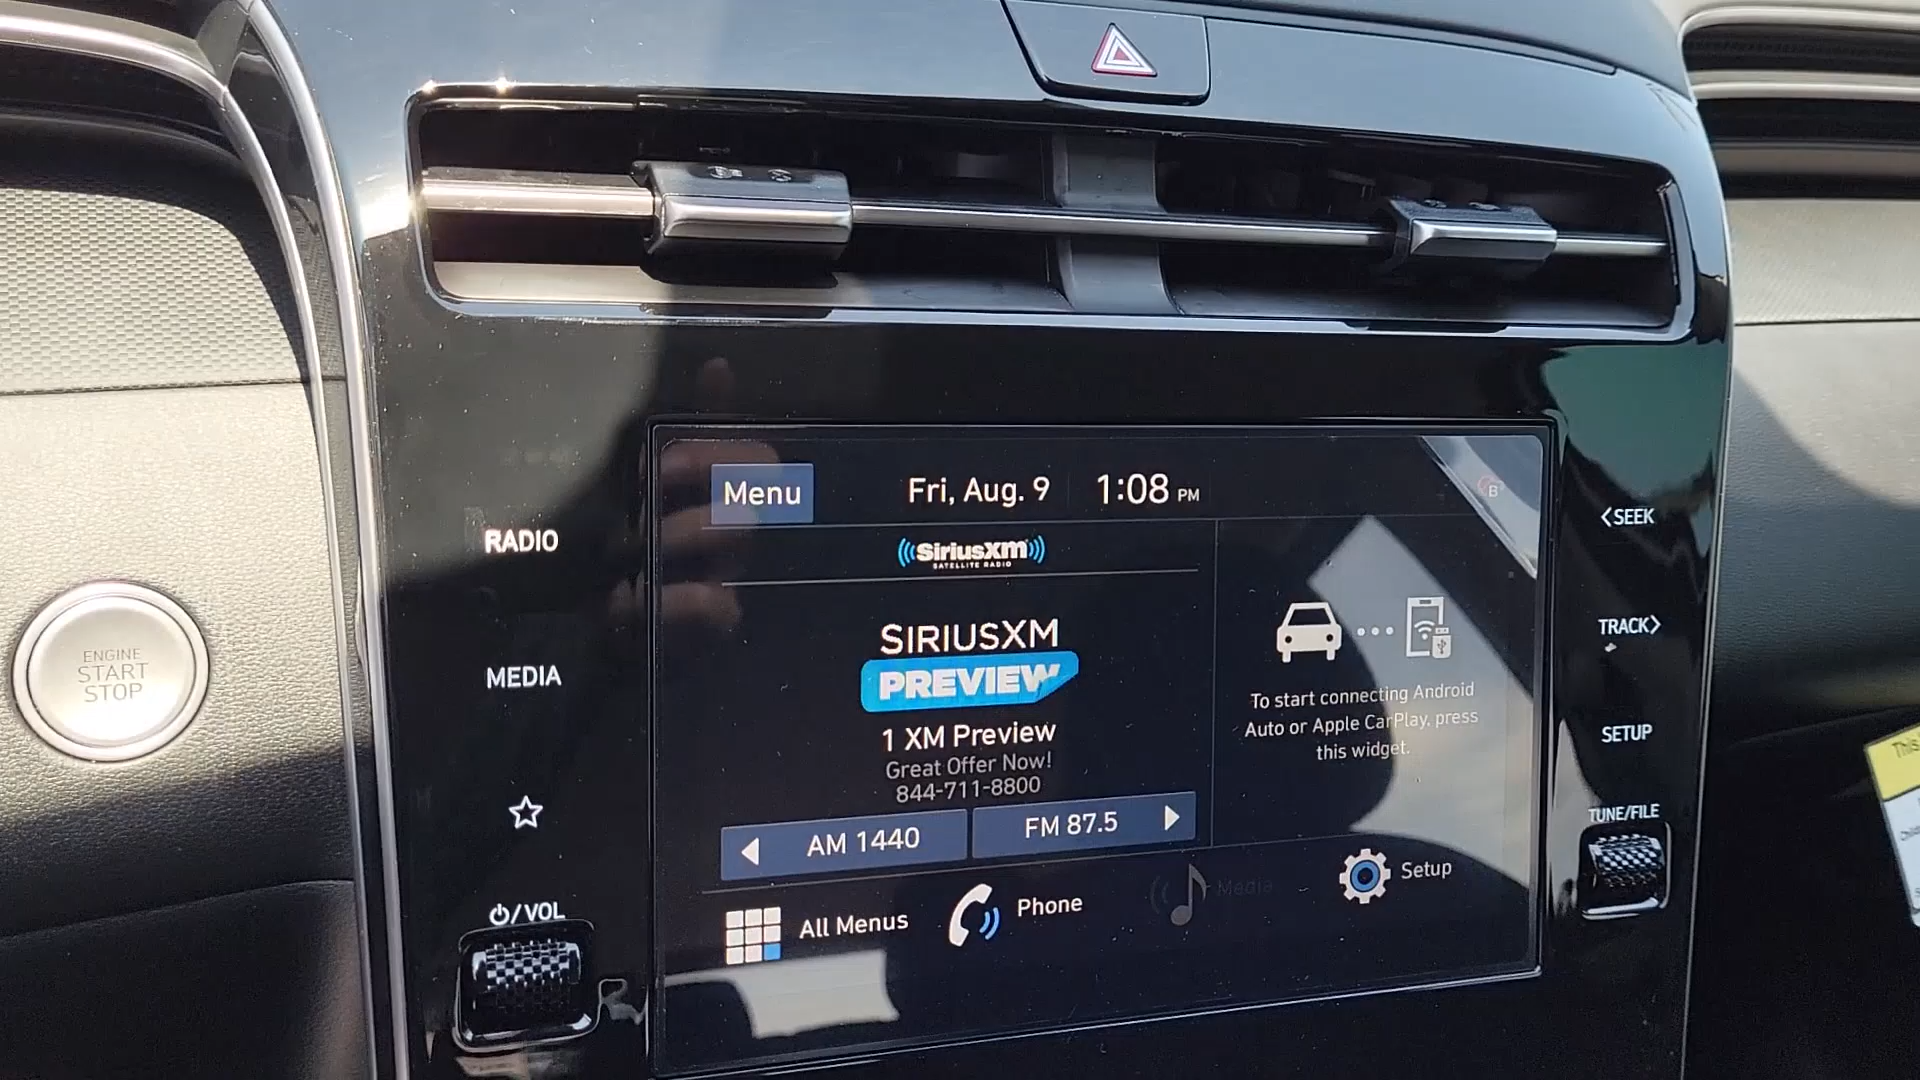 ENGINE
START
STOP
RADIO
MEDIA
/VOL
Menu
Fri, Aug. 9
1:08 PM
SiriusXM
SATELLITE RADIO
SIRIUSXM
PREVIEW
1 XM Preview
Great Offer Now!
844-711-8800
AM 1440
FM 87.5
To start connecting Android
Auto or Apple CarPlay, press
this widget.
All Menus
Phone
Media
Setup
<SEEK
TRACK>
SETUP
TUNE/FILE
This